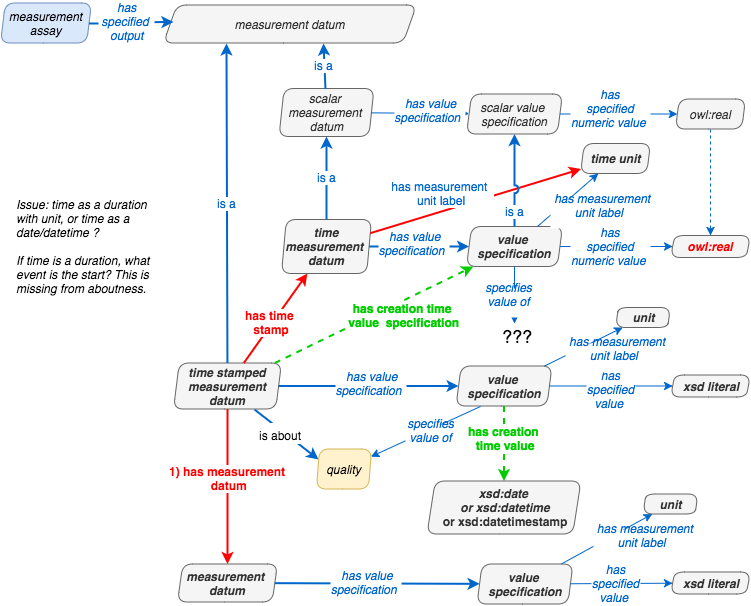 measurement
assay
has
specified
output
measurement datum
is a
scalar
measurement
datum
has value
specification
scalar value
specification
has
specified
numeric value
owl:real
time unit
has measurement
unit label
has measurement
unit label
Issue: time as a duration
with unit, or time as a
date/datetime ?
If time is a duration, what
event is the start? This is
missing from aboutness.
is a
is a
is a
time
measurement
datum
has value
specification
value
specification
has
specified
numeric value
owl:real
has time
stamp
has creation time
value specification
specifies
value of
???
unit
has measurement
unit label
time stamped
measurement
datum
has value
specification
value
specification
has
specified
value
xsd literal
is about
specifies
value of
has creation
time value
quality
1) has measurement
datum
xsd:date
or xsd:datetime
or xsd:datetimestamp
unit
has measurement
unit label
measurement
datum
has value
specification
value
specification
has
specified
value
xsd literal